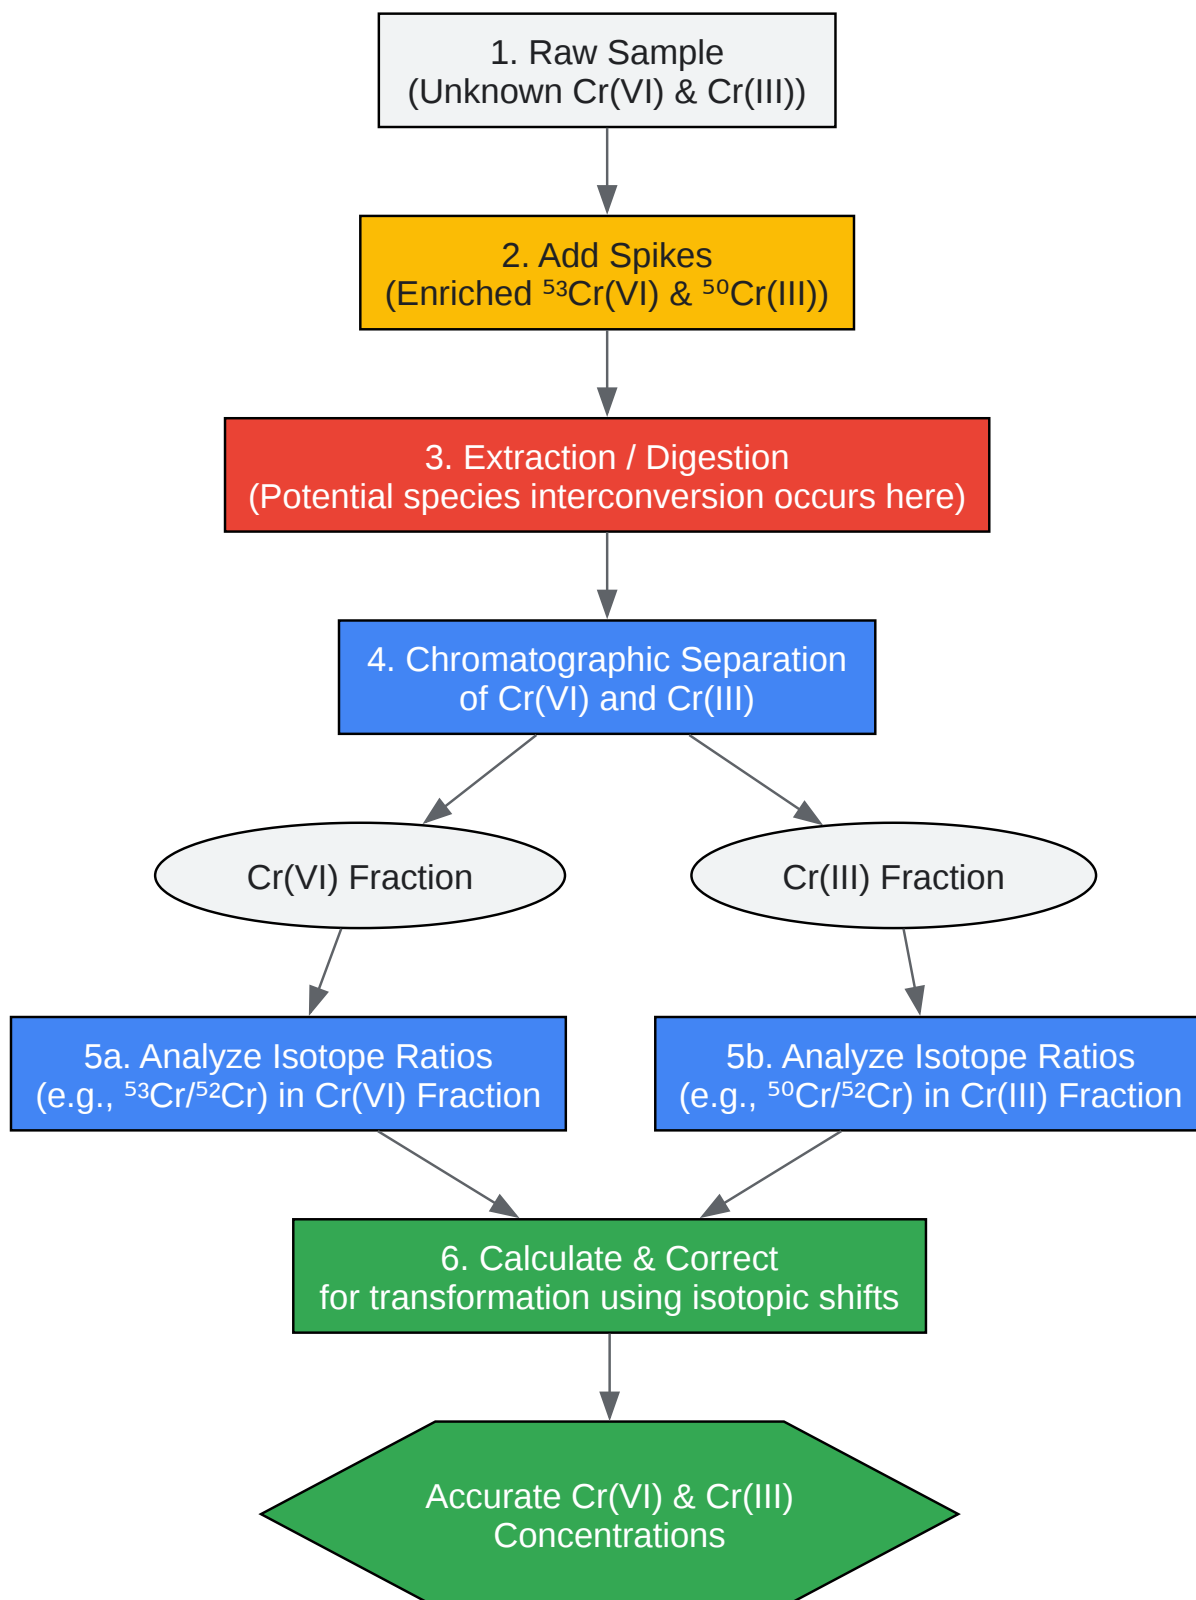 1. Raw Sample
(Unknown Cr(VI) & Cr(III))
2. Add Spikes
(Enriched ⁵³Cr(VI) & ⁵⁰Cr(III))
3. Extraction / Digestion
(Potential species interconversion occurs here)
4. Chromatographic Separation
of Cr(VI) and Cr(III)
Cr(VI) Fraction
Cr(III) Fraction
5a. Analyze Isotope Ratios
(e.g., ⁵³Cr/⁵²Cr) in Cr(VI) Fraction
5b. Analyze Isotope Ratios
(e.g., ⁵⁰Cr/⁵²Cr) in Cr(III) Fraction
6. Calculate & Correct
for transformation using isotopic shifts
Accurate Cr(VI) & Cr(III)
Concentrations